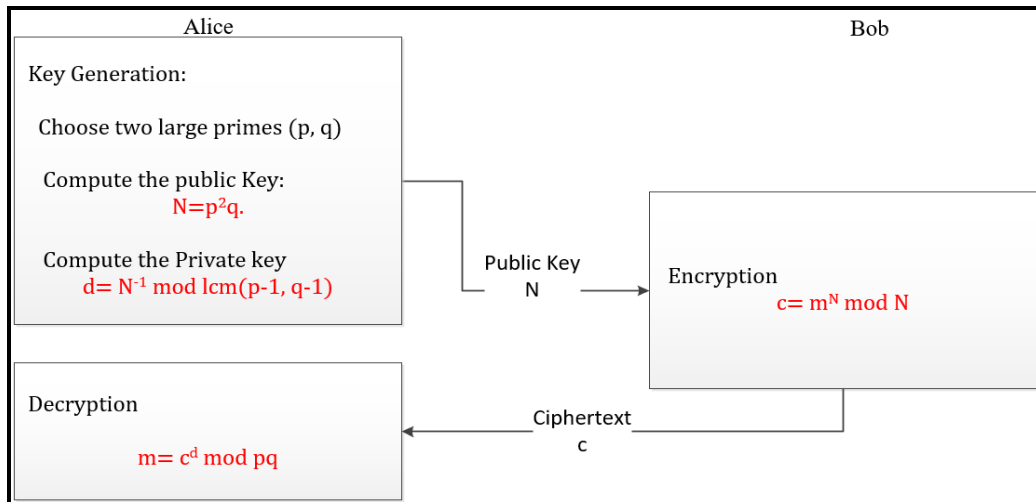 Alice
Bob
Key Generation:
Choose two large primes (p, q)
Compute the public Key:
N=p²q.
Compute the Private key
d= N⁻¹ mod lcm(p-1, q-1)
Public Key
N
Encryption
c= mᴺ mod N
Decryption
m= cᵈ mod pq
Ciphertext
c